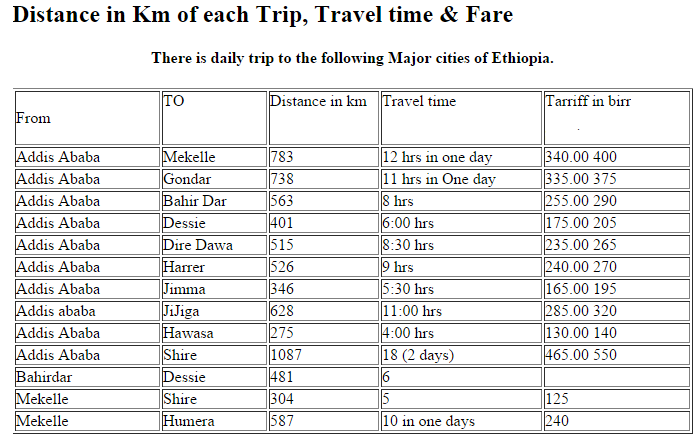 Distance in Km of each Trip, Travel time & Fare
There is daily trip to the following Major cities of Ethiopia.
From TO Distance in km Travel time Tarriff in birr
.
Addis Ababa Mekelle 783 12 hrs in one day 340.00 400
Addis Ababa Gondar 738 11 hrs in One day 335.00 375
Addis Ababa Bahir Dar 563 8 hrs 255.00 290
Addis Ababa Dessie 401 6:00 hrs 175.00 205
Addis Ababa Dire Dawa 515 8:30 hrs 235.00 265
Addis Ababa Harrer 526 9 hrs 240.00 270
Addis Ababa Jimma 346 5:30 hrs 165.00 195
Addis ababa JiJiga 628 11:00 hrs 285.00 320
Addis Ababa Hawasa 275 4:00 hrs 130.00 140
Addis Ababa Shire 1087 18 (2 days) 465.00 550
Bahirdar Dessie 481 6
Mekelle Shire 304 5 125
Mekelle Humera 587 10 in one days 240